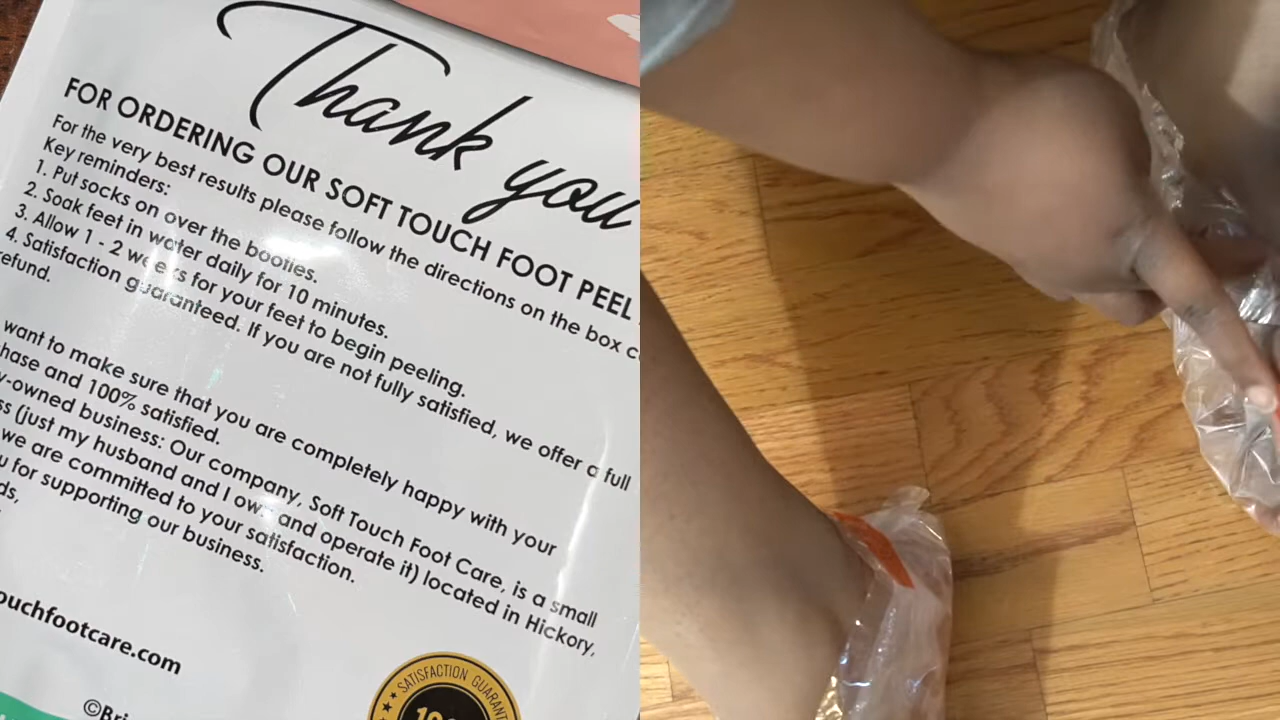 Thank you
FOR ORDERING OUR SOFT TOUCH FOOT PEEL
For the very best results please follow the directions on the box
Key reminders:
1. Put socks on over the booties.
2. Soak feet in water daily for 10 minutes.
3. Allow 1 - 2 weeks for your feet to begin peeling.
4. Satisfaction guaranteed. If you are not fully satisfied, we offer a full
refund.
want to make sure that you are completely happy with your
hase and 100% satisfied.
y-owned business: Our company, Soft Touch Foot Care, is a small
ss (just my husband and I own and operate it) located in Hickory,
we are committed to your satisfaction.
u for supporting our business.
ds,
ouchfootcare.com
SATISFACTION GUARANT
100
©Bri